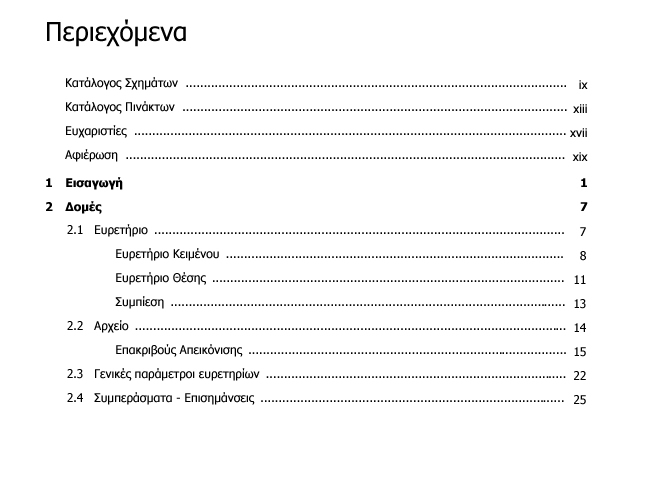 Περιεχόμενα
Κατάλογος Σχημάτων ix
Κατάλογος Πινάκτων xiii
Ευχαριστίες xvii
Αφιέρωση xix
1 Εισαγωγή 1
2 Δομές 7
2.1 Ευρετήριο 7
Ευρετήριο Κειμένου 8
Ευρετήριο Θέσης 11
Συμπίεση 13
2.2 Αρχείο 14
Επακριβούς Απεικόνισης 15
2.3 Γενικές παράμετροι ευρετηρίων 22
2.4 Συμπεράσματα - Επισημάνσεις 25